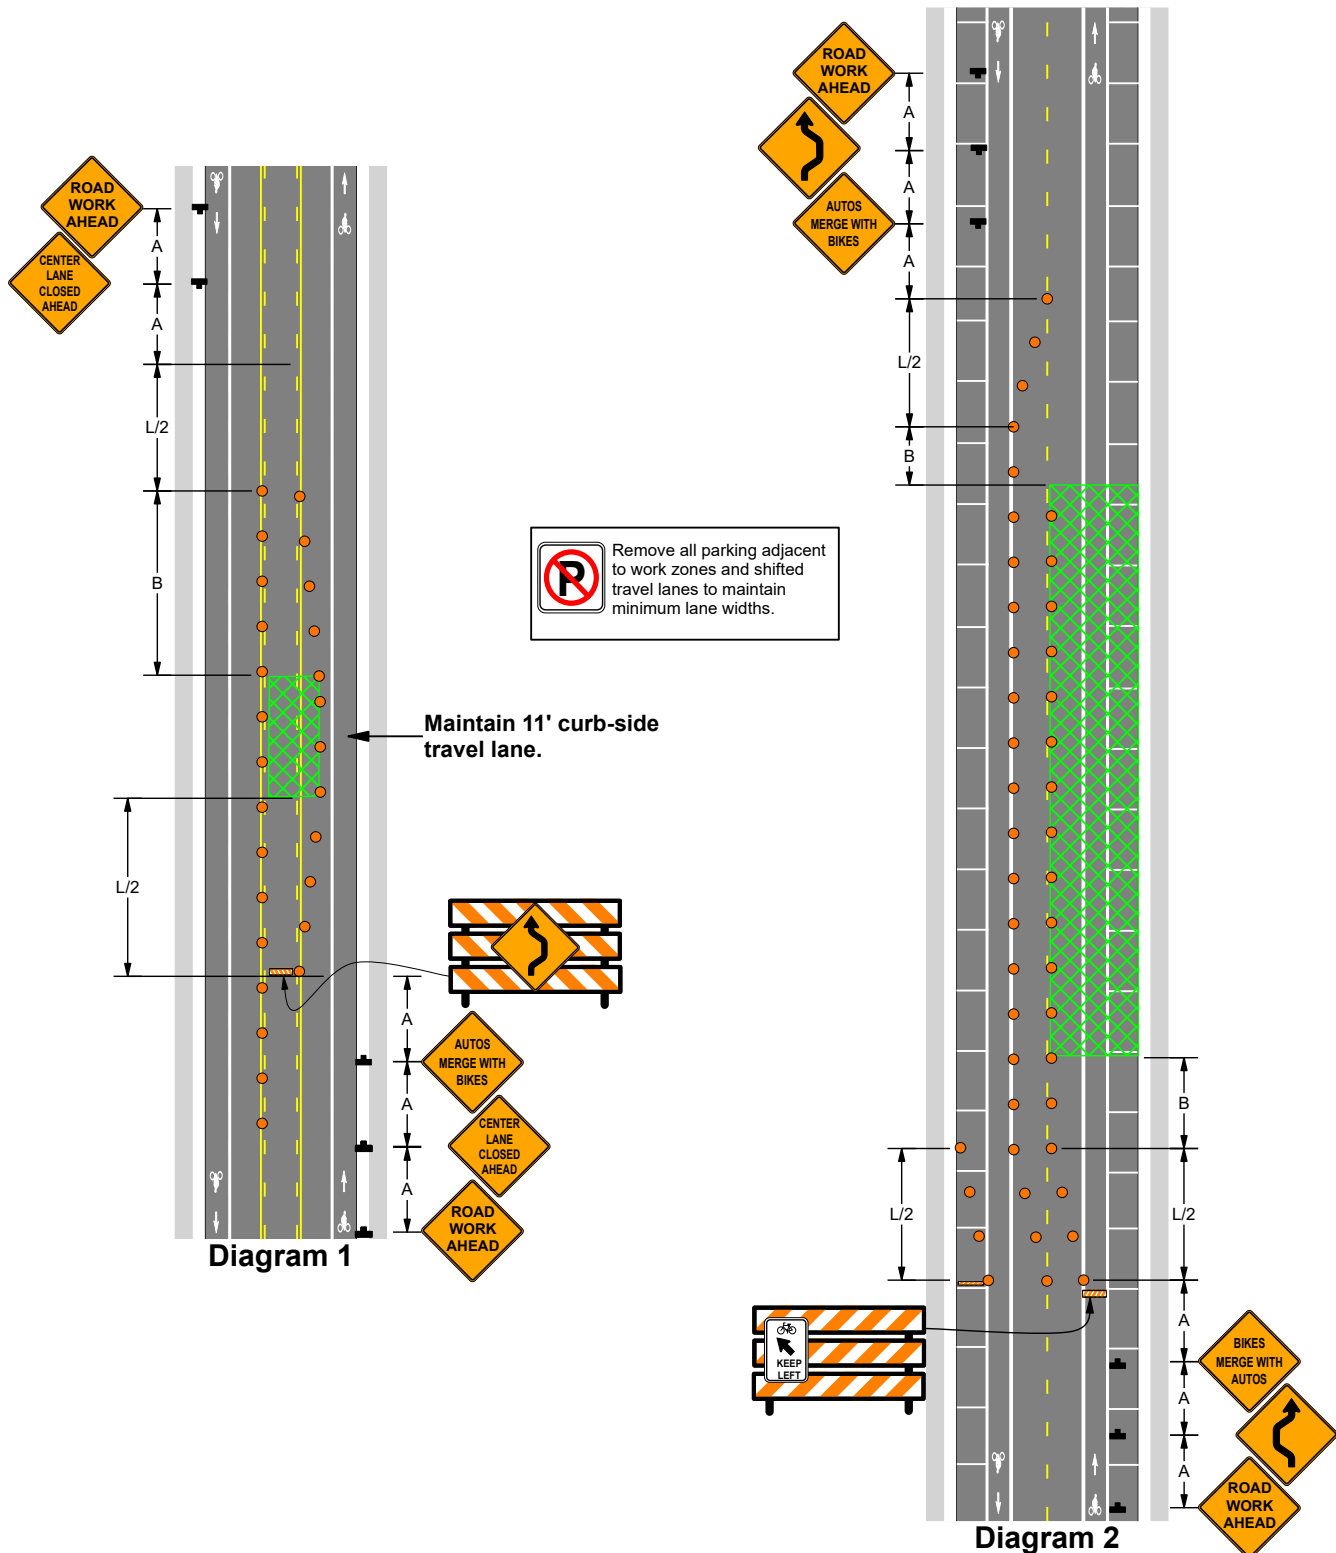 ROAD
WORK
AHEAD
CENTER
LANE
CLOSED
AHEAD
A
A
L/2
B
L/2
Maintain 11' curb-side
travel lane.
A
AUTOS
MERGE WITH
BIKES
A
CENTER
LANE
CLOSED
AHEAD
A
ROAD
WORK
AHEAD
Diagram 1
P
Remove all parking adjacent
to work zones and shifted
travel lanes to maintain
minimum lane widths.
ROAD
WORK
AHEAD
A
A
AUTOS
MERGE WITH
BIKES
A
L/2
B
B
L/2
L/2
KEEP
LEFT
A
BIKES
MERGE WITH
AUTOS
A
A
ROAD
WORK
AHEAD
Diagram 2